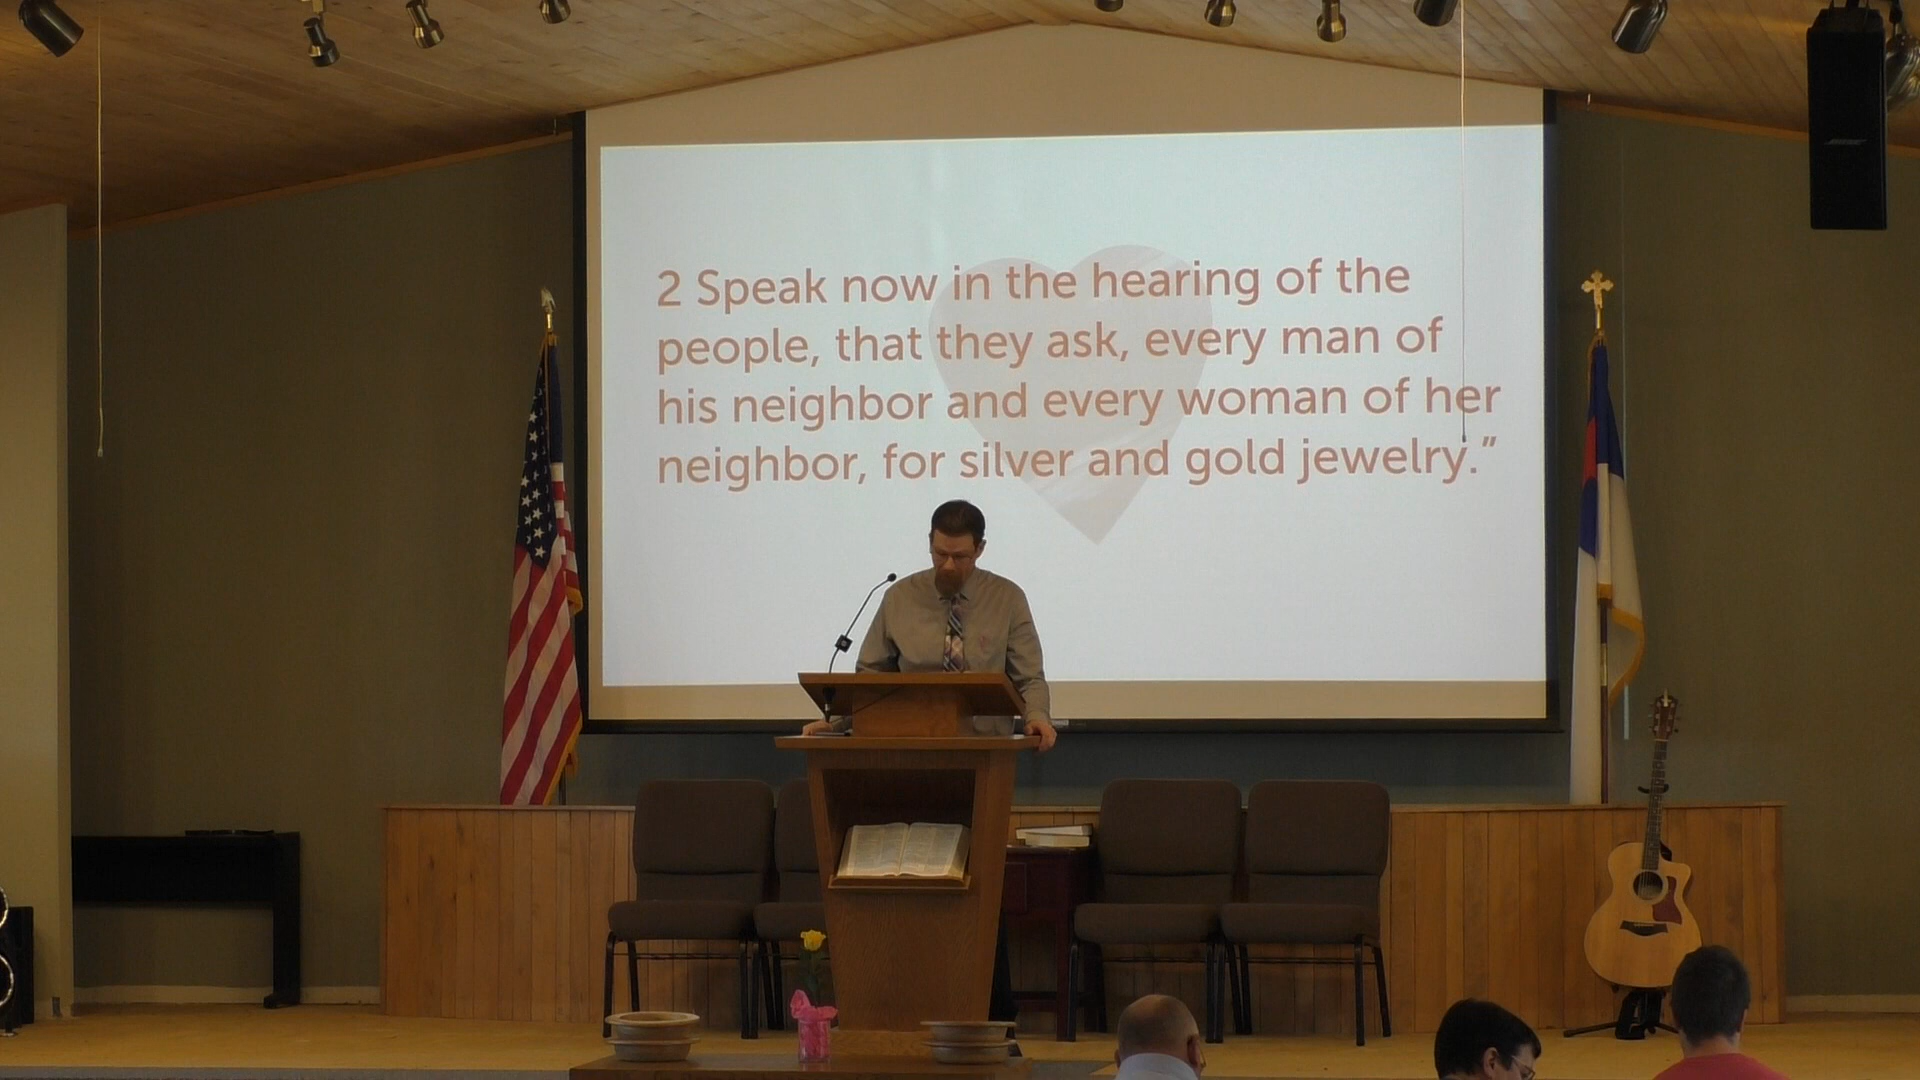 2 Speak now in the hearing of the
people, that they ask, every man of
his neighbor and every woman of her
neighbor, for silver and gold jewelry.”
BOSE